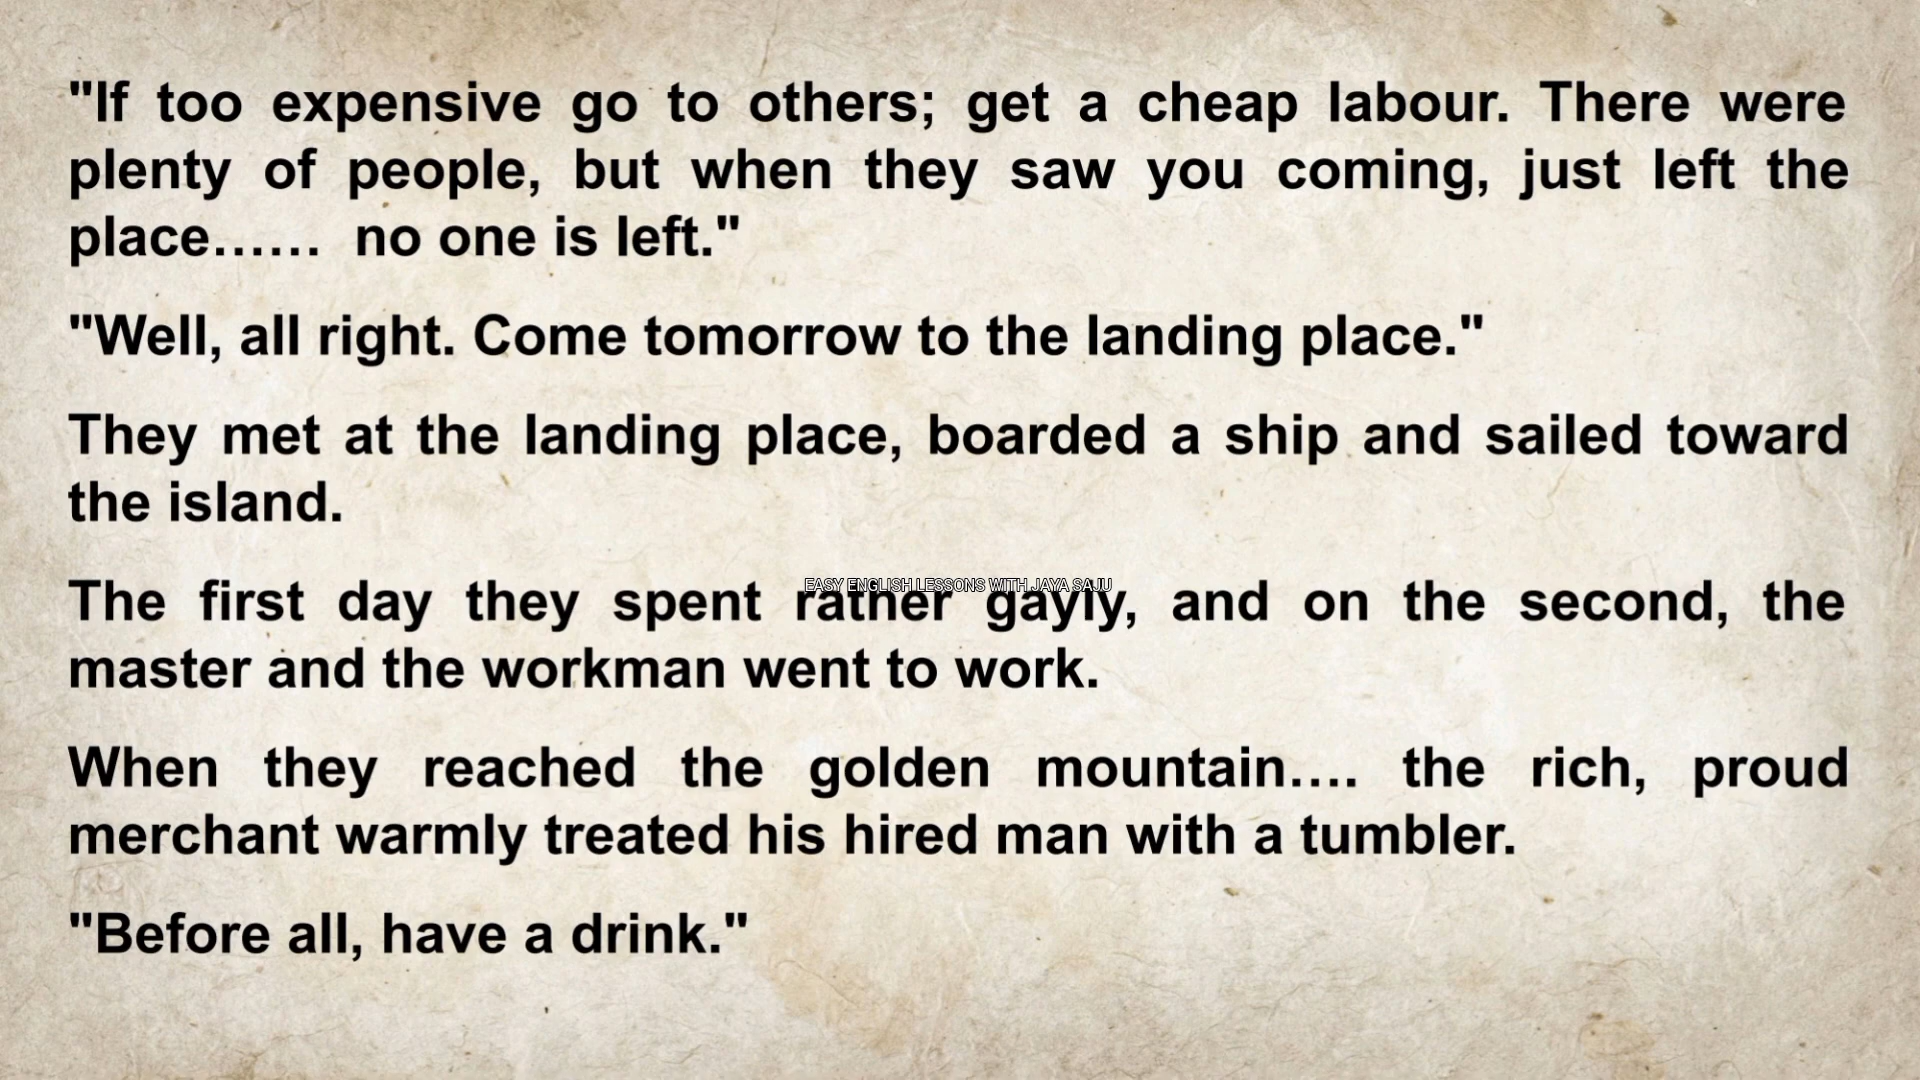 "If too expensive go to others; get a cheap labour. There were
plenty of people, but when they saw you coming, just left the
place…… no one is left."
"Well, all right. Come tomorrow to the landing place."
They met at the landing place, boarded a ship and sailed toward
the island.
EASY ENGLISH LESSONS WITH JAYA SAJU
The first day they spent rather gayly, and on the second, the
master and the workman went to work.
When they reached the golden mountain…. the rich, proud
merchant warmly treated his hired man with a tumbler.
"Before all, have a drink."